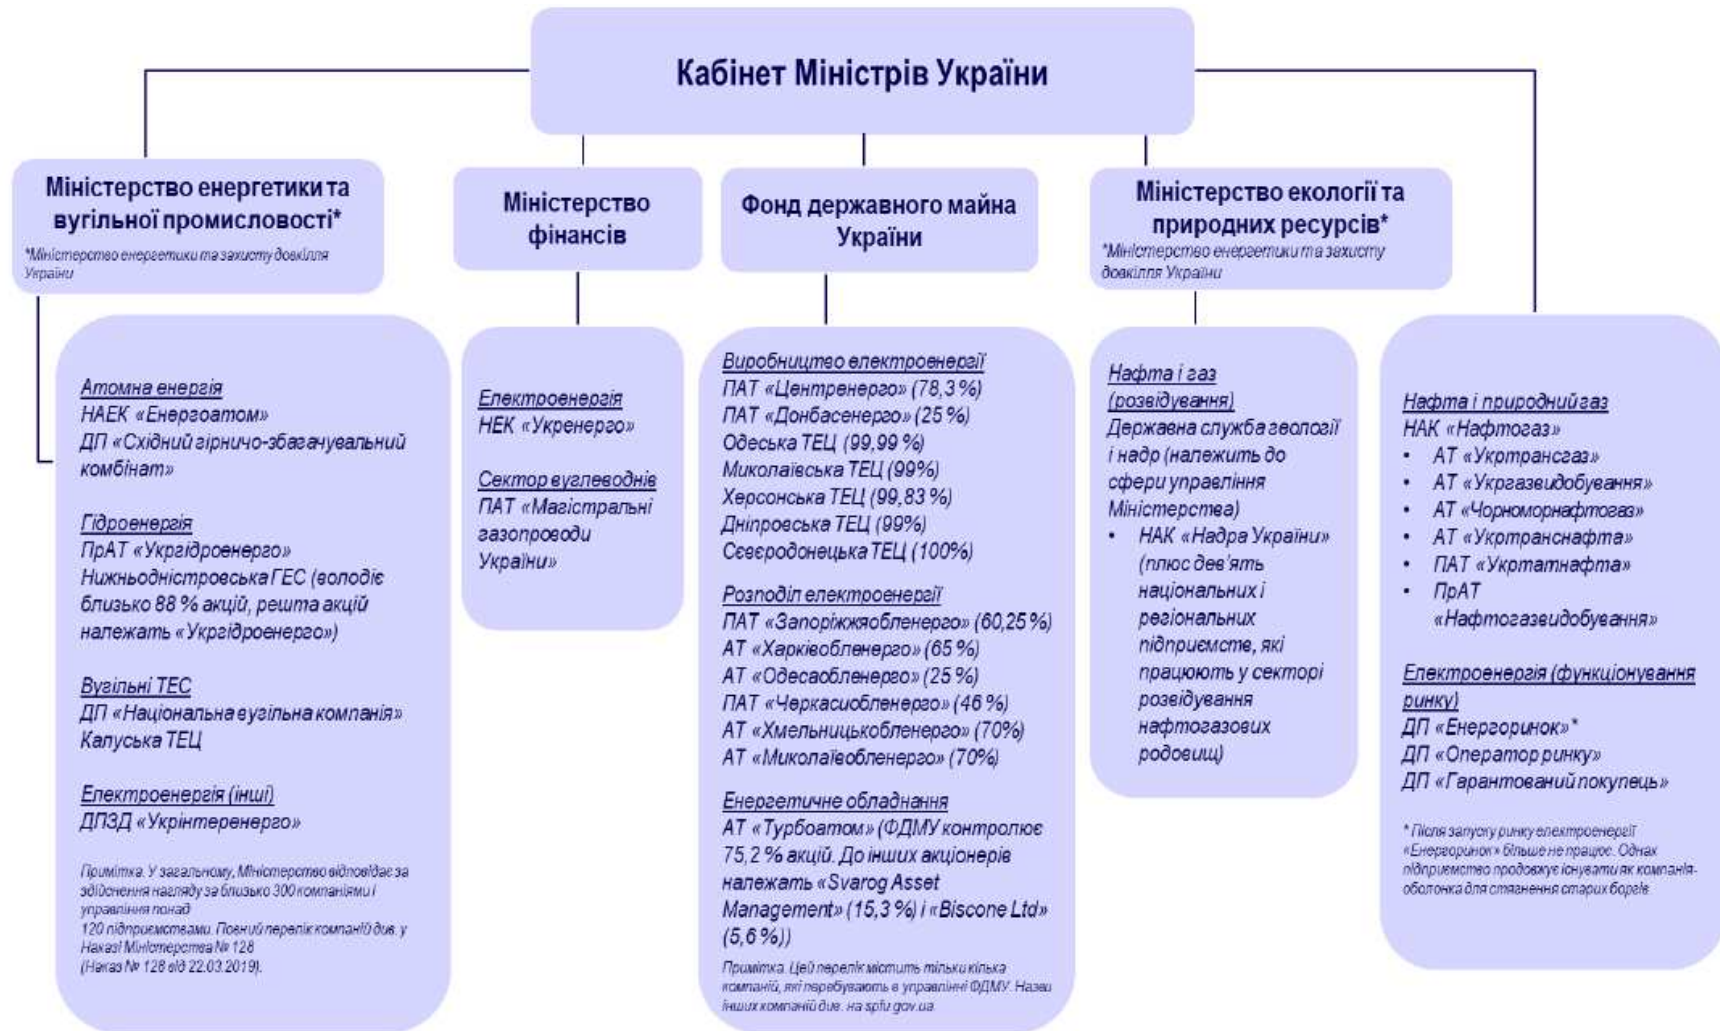 Кабінет Міністрів України
Міністерство енергетики та
вугільної промисловості*
*Міністерство енергетики та захисту довкілля
України
Міністерство
фінансів
Фонд державного майна
України
Міністерство екології та
природних ресурсів*
*Міністерство енергетики та захисту
довкілля України
Атомна енергія
НАЕК «Енергоатом»
ДП «Східний гірничо-збагачувальний
комбінат»
Гідроенергія
ПрАТ «Укргідроенерго»
Нижньодністровська ГЕС (володіє
близько 88 % акцій, решта акцій
належать «Укргідроенерго»)
Вугільні ТЕС
ДП «Національна вугільна компанія»
Калуська ТЕЦ
Електроенергія (інші)
ДПЗД «Укрінтеренерго»
Примітка. У загальному, Міністерство відповідає за
здійснення нагляду за близько 300 компаніями і
управління понад
120 підприємствами. Повний перелік компаній див. у
Наказі Міністерства № 128
(Наказ № 128 від 22.03.2019).
Електроенергія
НЕК «Укренерго»
Сектор вуглеводнів
ПАТ «Магістральні
газопроводи
України»
Виробництво електроенергії
ПАТ «Центренерго» (78,3 %)
ПАТ «Донбасенерго» (25 %)
Одеська ТЕЦ (99,99 %)
Миколаївська ТЕЦ (99%)
Херсонська ТЕЦ (99,83 %)
Дніпровська ТЕЦ (99%)
Сєвєродонецька ТЕЦ (100%)
Розподіл електроенергії
ПАТ «Запоріжжяобленерго» (60,25 %)
АТ «Харківобленерго» (65 %)
АТ «Одесаобленерго» (25 %)
ПАТ «Черкасиобленерго» (46 %)
АТ «Хмельницькобленерго» (70%)
АТ «Миколаївобленерго» (70%)
Енергетичне обладнання
АТ «Турбоатом» (ФДМУ контролює
75,2 % акцій. До інших акціонерів
належать «Svarog Asset
Management» (15,3 %) і «Biscone Ltd»
(5,6 %))
Примітка. Цей перелік містить тільки кілька
компаній, які перебувають в управлінні ФДМУ. Назви
інших компаній див. на spfu.gov.ua
Нафта і газ
(розвідування)
Державна служба геології
і надр (належить до
сфери управління
Міністерства)
• НАК «Надра України»
(плюс дев'ять
національних і
регіональних
підприємств, які
працюють у секторі
розвідування
нафтогазових
родовищ)
Нафта і природний газ
НАК «Нафтогаз»
• АТ «Укртрансгаз»
• АТ «Укргазвидобування»
• АТ «Чорноморнафтогаз»
• АТ «Укртранснафта»
• ПАТ «Укртатнафта»
• ПрАТ
«Нафтогазвидобування»
Електроенергія (функціонування
ринку)
ДП «Енергоринок»*
ДП «Оператор ринку»
ДП «Гарантований покупець»
* Після запуску ринку електроенергії
«Енергоринок» більше не працює. Однак
підприємство продовжує існувати як компанія-
оболонка для стягнення старих боргів